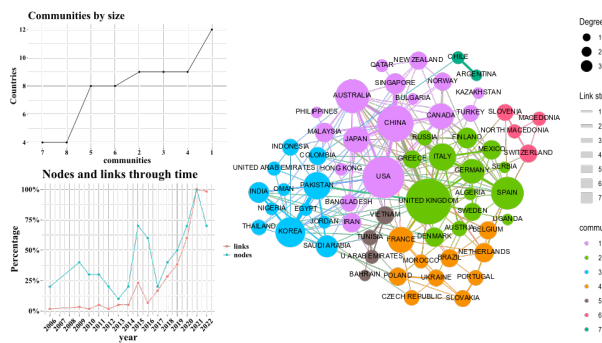 Communities by size
12
10
8
6
4
Countries
7
8
5
6
2
3
4
1
communities
Nodes and links through time
100%
75%
50%
25%
0%
Percentage
links
nodes
2006
2007
2008
2009
2010
2011
2012
2013
2014
2015
2016
2017
2018
2019
2020
2021
2022
year
QATAR
NEW ZEALAND
CHILE
SINGAPORE
NORWAY
ARGENTINA
AUSTRALIA
BULGARIA
KAZAKHSTAN
PHILIPPINES
CHINA
CANADA
TURKEY
SLOVENIA
MACEDONIA
MALAYSIA
JAPAN
RUSSIA
FINLAND
NORTH MACEDONIA
INDONESIA
COLOMBIA
GREECE
ITALY
MEXICO
SWITZERLAND
UNITED ARAB EMIRATES
HONG KONG
USA
GERMANY
SERBIA
INDIA
OMAN
PAKISTAN
UNITED KINGDOM
ALGERIA
SPAIN
NIGERIA
EGYPT
BANGLADESH
VIETNAM
SWEDEN
UGANDA
THAILAND
KOREA
JORDAN
IRAN
TUNISIA
FRANCE
DENMARK
AUSTRIA
BELGIUM
SAUDI ARABIA
U ARAB EMIRATES
MOROCCO
BRAZIL
NETHERLANDS
BAHRAIN
POLAND
UKRAINE
PORTUGAL
CZECH REPUBLIC
SLOVAKIA
Degree
1
2
3
Link st
1
2
3
4
5
6
7
commu
1
2
3
4
5
6
7